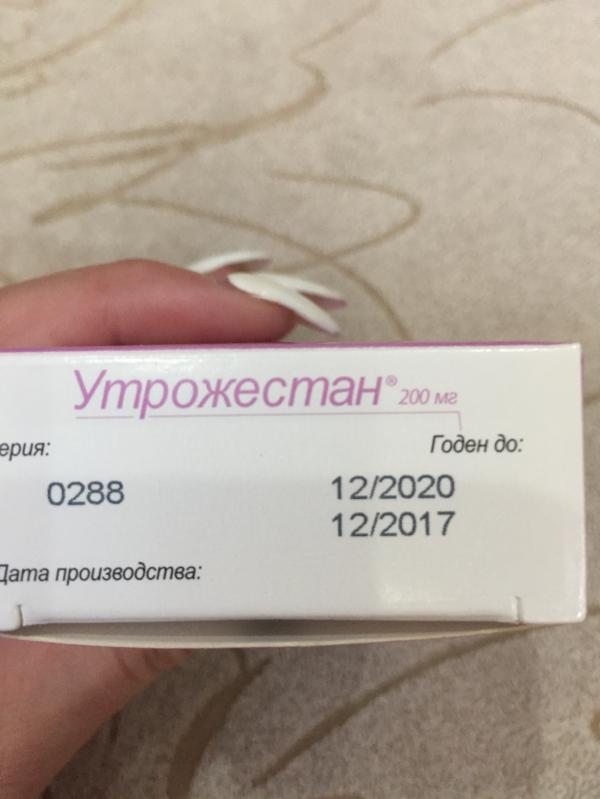 Утрожестан® 200 мг
ерия: Годен до:
0288 12/2020
12/2017
Дата производства: